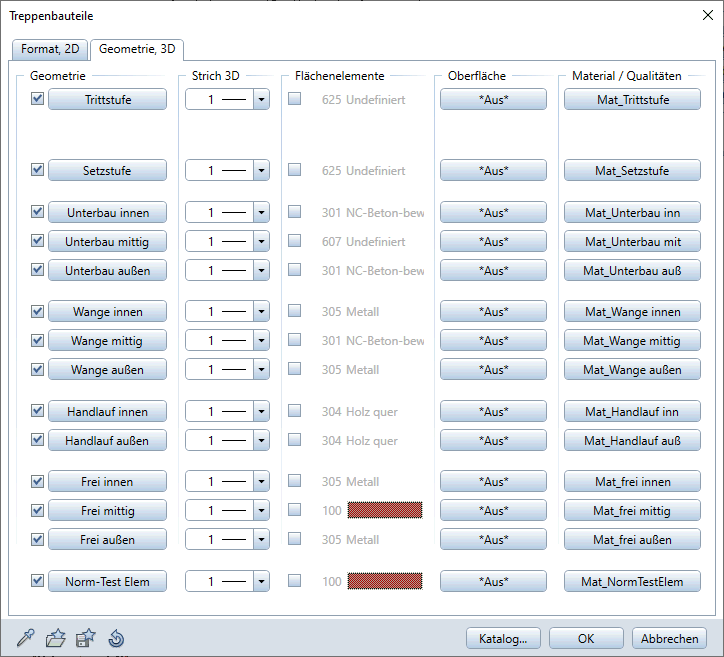 Treppenbauteile
Format, 2D Geometrie, 3D
Geometrie Strich 3D Flächenelemente Oberfläche Material / Qualitäten
Trittstufe 1 625 Undefiniert *Aus* Mat_Trittstufe
Setzstufe 1 625 Undefiniert *Aus* Mat_Setzstufe
Unterbau innen 1 301 NC-Beton-bew *Aus* Mat_Unterbau inn
Unterbau mittig 1 607 Undefiniert *Aus* Mat_Unterbau mit
Unterbau außen 1 301 NC-Beton-bew *Aus* Mat_Unterbau auß
Wange innen 1 305 Metall *Aus* Mat_Wange innen
Wange mittig 1 301 NC-Beton-bew *Aus* Mat_Wange mittig
Wange außen 1 305 Metall *Aus* Mat_Wange außen
Handlauf innen 1 304 Holz quer *Aus* Mat_Handlauf inn
Handlauf außen 1 304 Holz quer *Aus* Mat_Handlauf auß
Frei innen 1 305 Metall *Aus* Mat_frei innen
Frei mittig 1 100 *Aus* Mat_frei mittig
Frei außen 1 305 Metall *Aus* Mat_frei außen
Norm-Test Elem 1 100 *Aus* Mat_NormTestElem
Katalog... OK Abbrechen